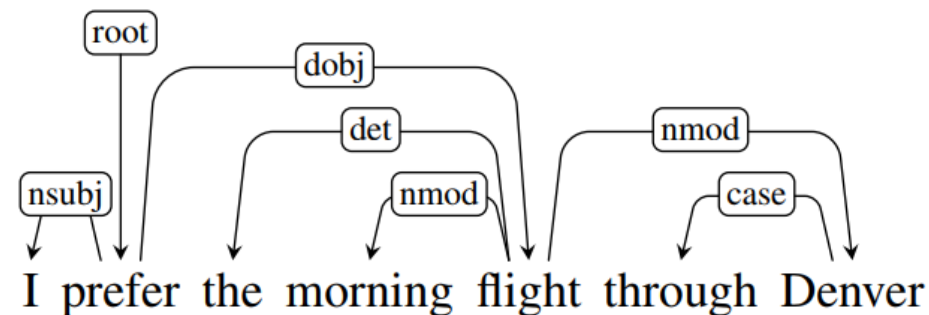 root
dobj
det nmod
nsubj nmod case
I prefer the morning flight through Denver